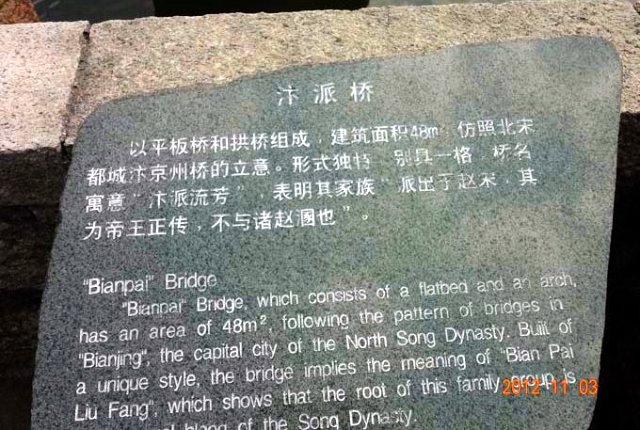 汴派桥
以平板桥和拱桥组成，建筑面积48m²仿照北宋
都城汴京州桥的立意。形式独特，别具一格，桥名
寓意“汴派流芳”，表明其家族“派出于赵宋，其
为帝王正传，不与诸赵溷也”。
"Bianpai" Bridge
"Bianpai" Bridge, which consists of a flatbed and an arch,
has an area of 48m², following the pattern of bridges in
"Bianjing", the capital city of the North Song Dynasty. Built of
a unique style, the bridge implies the meaning of "Bian Pai
Liu Fang", which shows that the root of this family group is
blang of the Song Dynasty.
2012 11 03